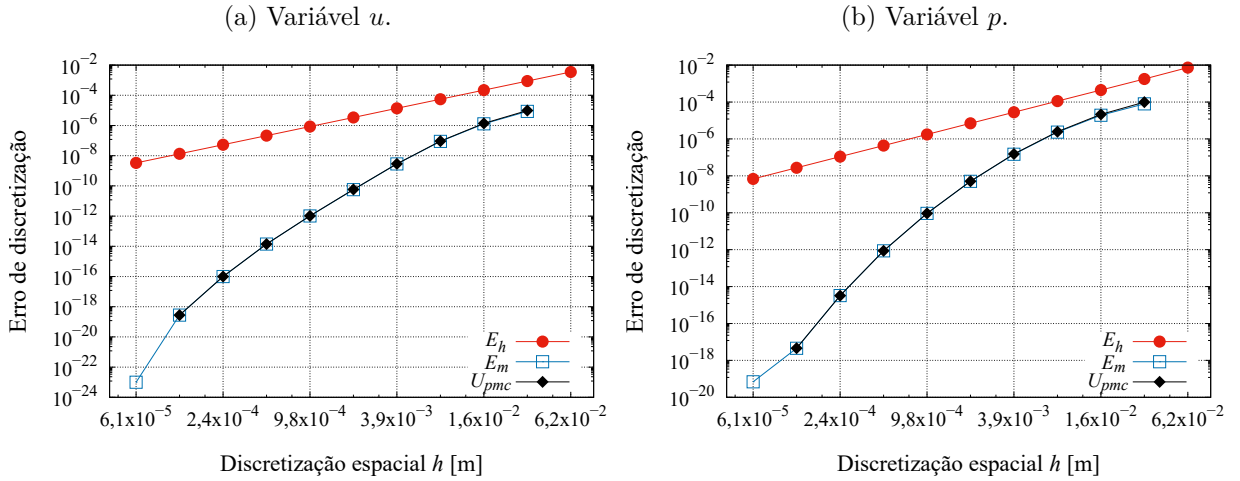 (a) Variável u.
Erro de discretização
10⁻²
10⁻⁴
10⁻⁶
10⁻⁸
10⁻¹⁰
10⁻¹²
10⁻¹⁴
10⁻¹⁶
10⁻¹⁸
10⁻²⁰
10⁻²²
10⁻²⁴
E_h
E_m
U_pmc
6,1x10⁻⁵ 2,4x10⁻⁴ 9,8x10⁻⁴ 3,9x10⁻³ 1,6x10⁻² 6,2x10⁻²
Discretização espacial h [m]
(b) Variável p.
Erro de discretização
10⁻²
10⁻⁴
10⁻⁶
10⁻⁸
10⁻¹⁰
10⁻¹²
10⁻¹⁴
10⁻¹⁶
10⁻¹⁸
10⁻²⁰
E_h
E_m
U_pmc
6,1x10⁻⁵ 2,4x10⁻⁴ 9,8x10⁻⁴ 3,9x10⁻³ 1,6x10⁻² 6,2x10⁻²
Discretização espacial h [m]